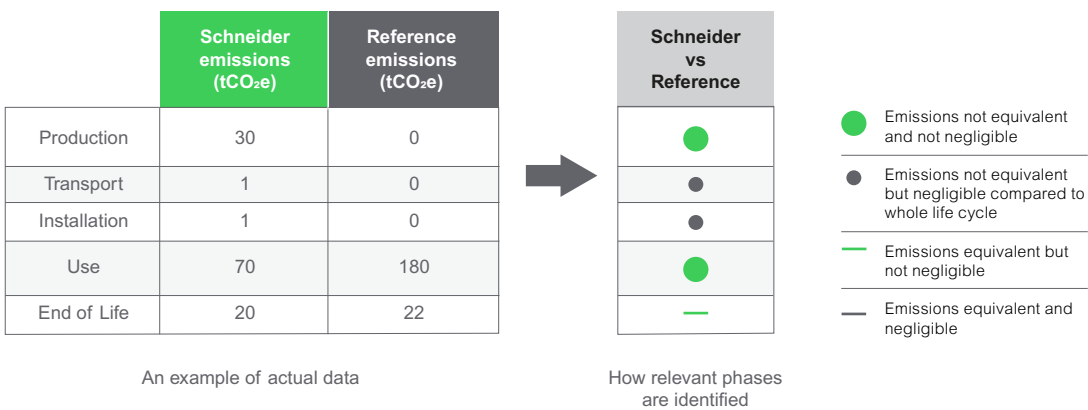 Schneider
emissions
(tCO₂e)
Reference
emissions
(tCO₂e)
Schneider
vs
Reference
Production 30 0
Transport 1 0
Installation 1 0
Use 70 180
End of Life 20 22
Emissions not equivalent
and not negligible
Emissions not equivalent
but negligible compared to
whole life cycle
Emissions equivalent but
not negligible
Emissions equivalent and
negligible
An example of actual data
How relevant phases
are identified